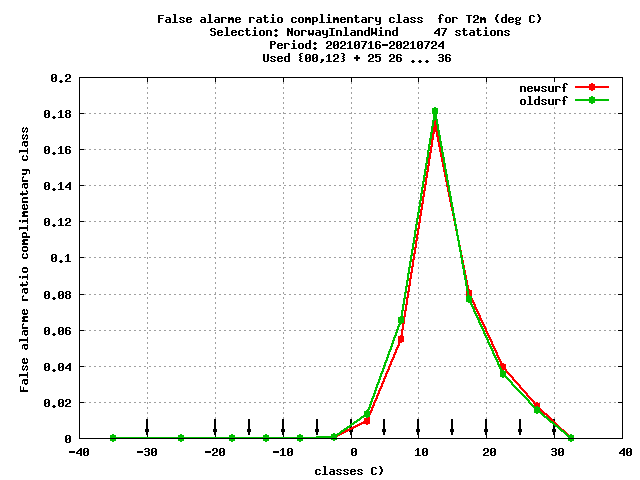 False alarme ratio complimentary class  for T2m (deg C)
Selection: NorwayInlandWind     47 stations
Period: 20210716-20210724
Used {00,12} + 25 26 ... 36
newsurf
oldsurf
False alarme ratio complimentary class
0.2
0.18
0.16
0.14
0.12
0.1
0.08
0.06
0.04
0.02
0
-40 -30 -20 -10 0 10 20 30 40
classes C)